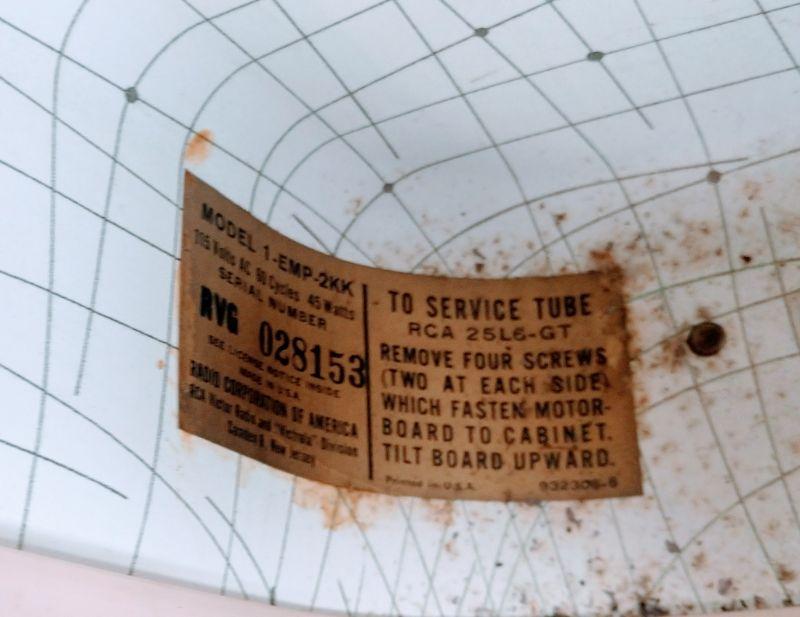 MODEL 1-EMP-2KK
115 Volts AC 60 Cycles 45 Watts
SERIAL NUMBER
RVG 028153
SEE LICENSE NOTICE INSIDE
MADE IN U.S.A.
RADIO CORPORATION OF AMERICA
RCA Victor Radio and "Victrola" Division
Camden 8, New Jersey
TO SERVICE TUBE
RCA 25L6-GT
REMOVE FOUR SCREWS
(TWO AT EACH SIDE)
WHICH FASTEN MOTOR-
BOARD TO CABINET.
TILT BOARD UPWARD.
Printed in U.S.A. 932306-6